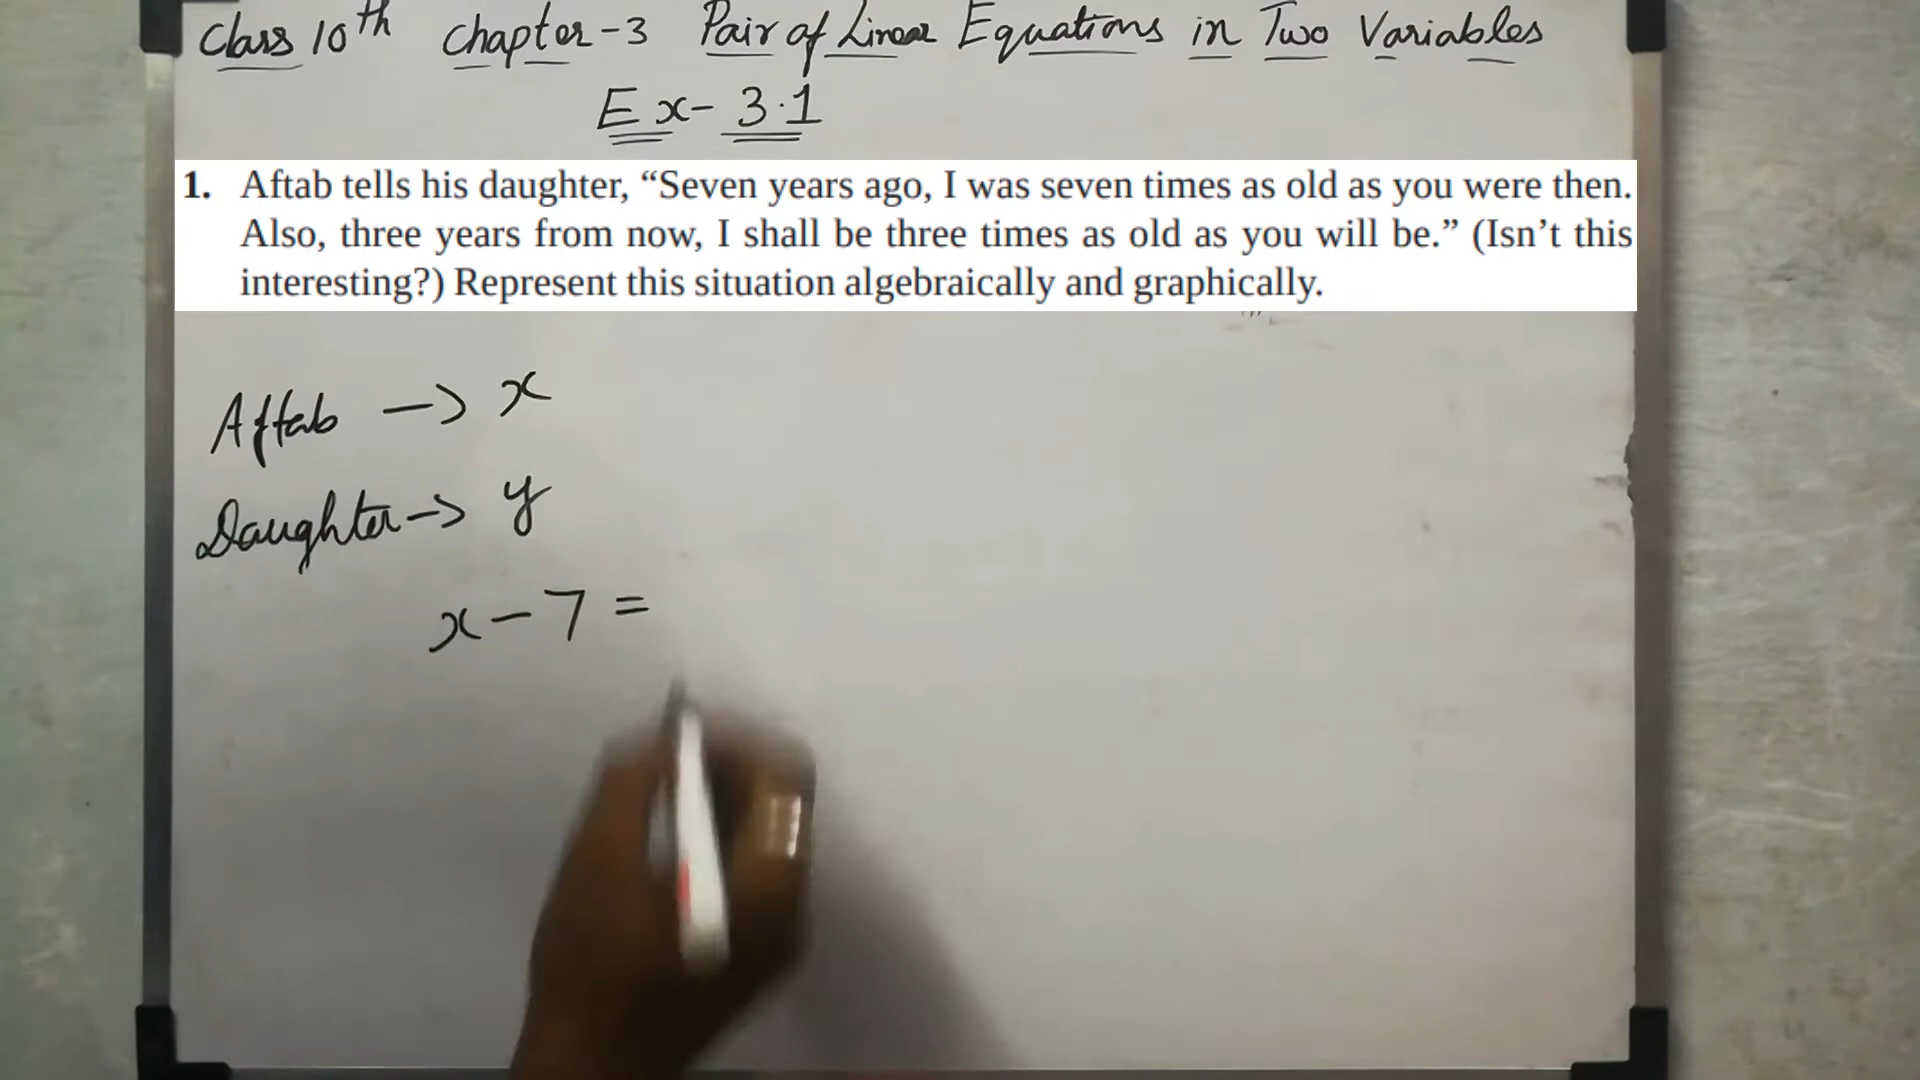 Class 10th Chapter-3 Pair of Linear Equations in Two Variables
Ex- 3.1
1. Aftab tells his daughter, “Seven years ago, I was seven times as old as you were then.
Also, three years from now, I shall be three times as old as you will be.” (Isn’t this
interesting?) Represent this situation algebraically and graphically.
Aftab -> x
Daughter -> y
x - 7 =